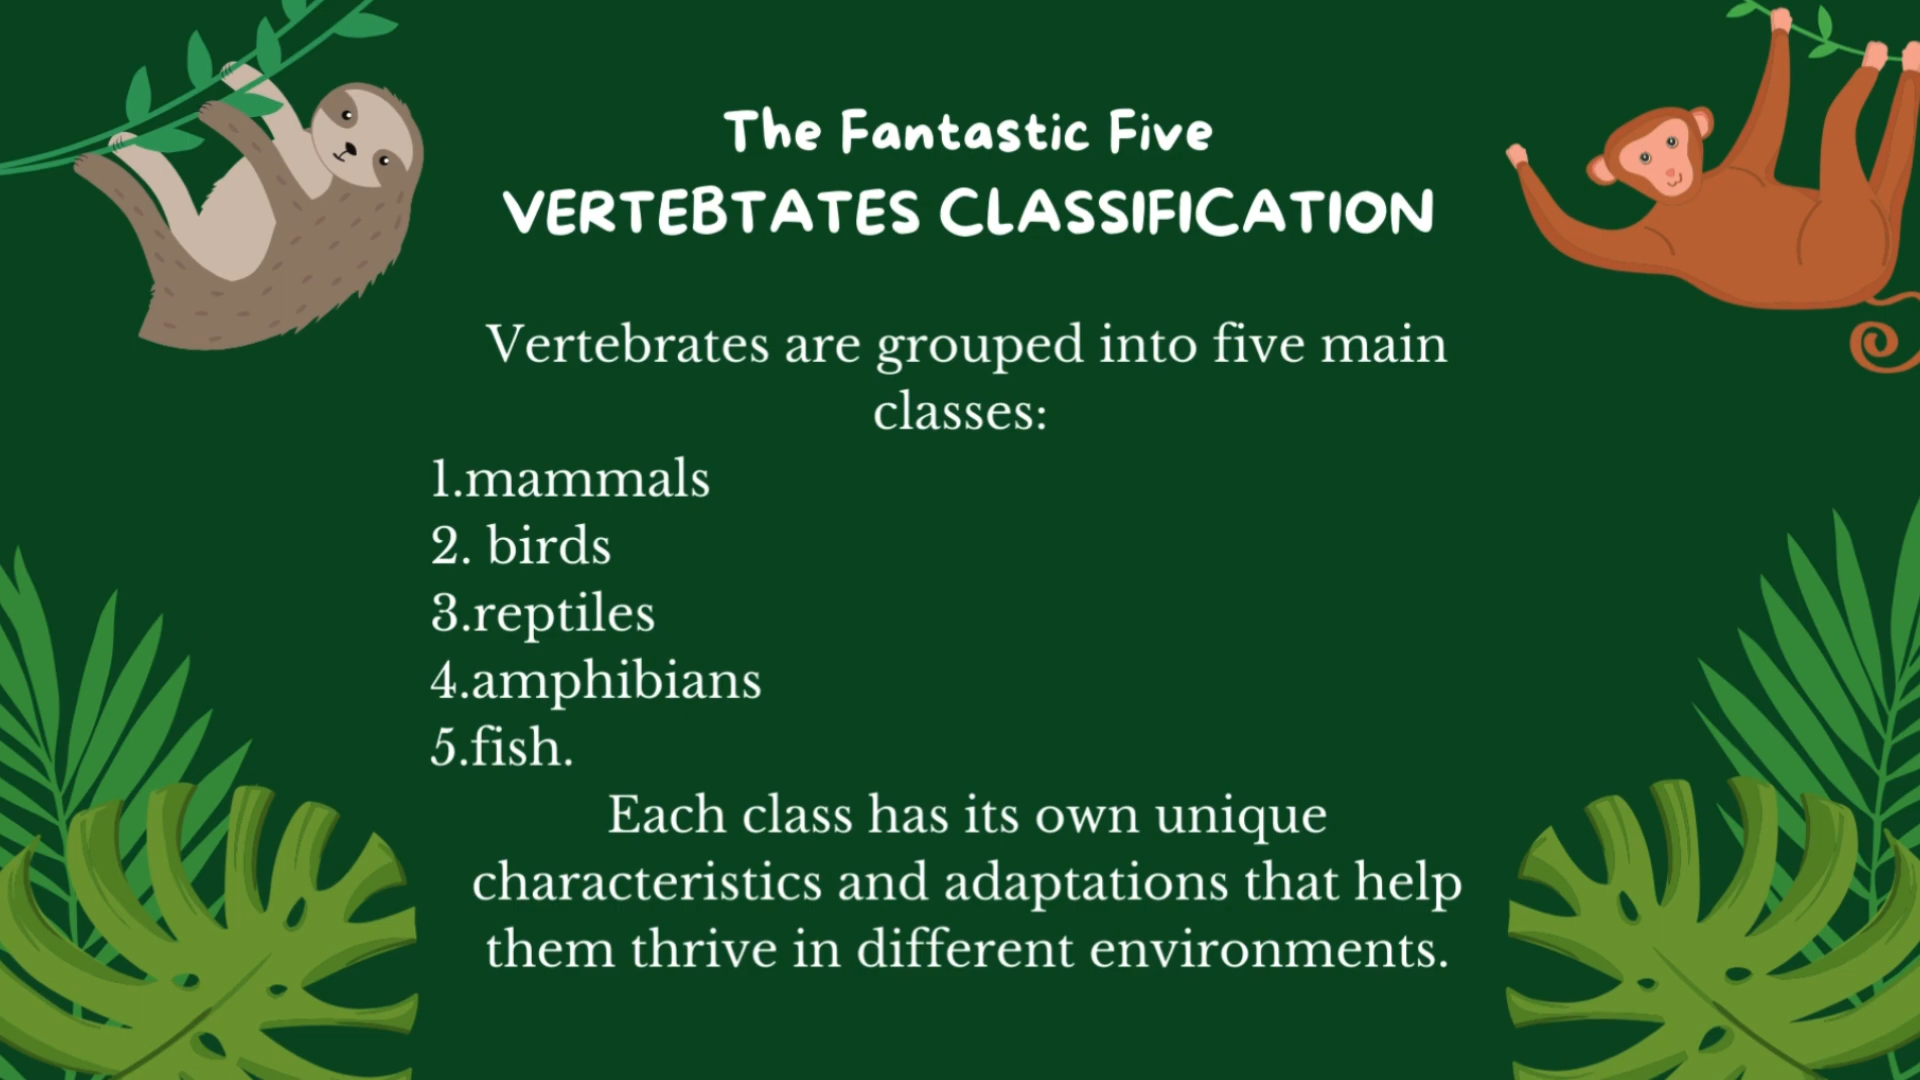 The Fantastic Five
VERTEBTATES CLASSIFICATION
Vertebrates are grouped into five main
classes:
1.mammals
2. birds
3.reptiles
4.amphibians
5.fish.
Each class has its own unique
characteristics and adaptations that help
them thrive in different environments.